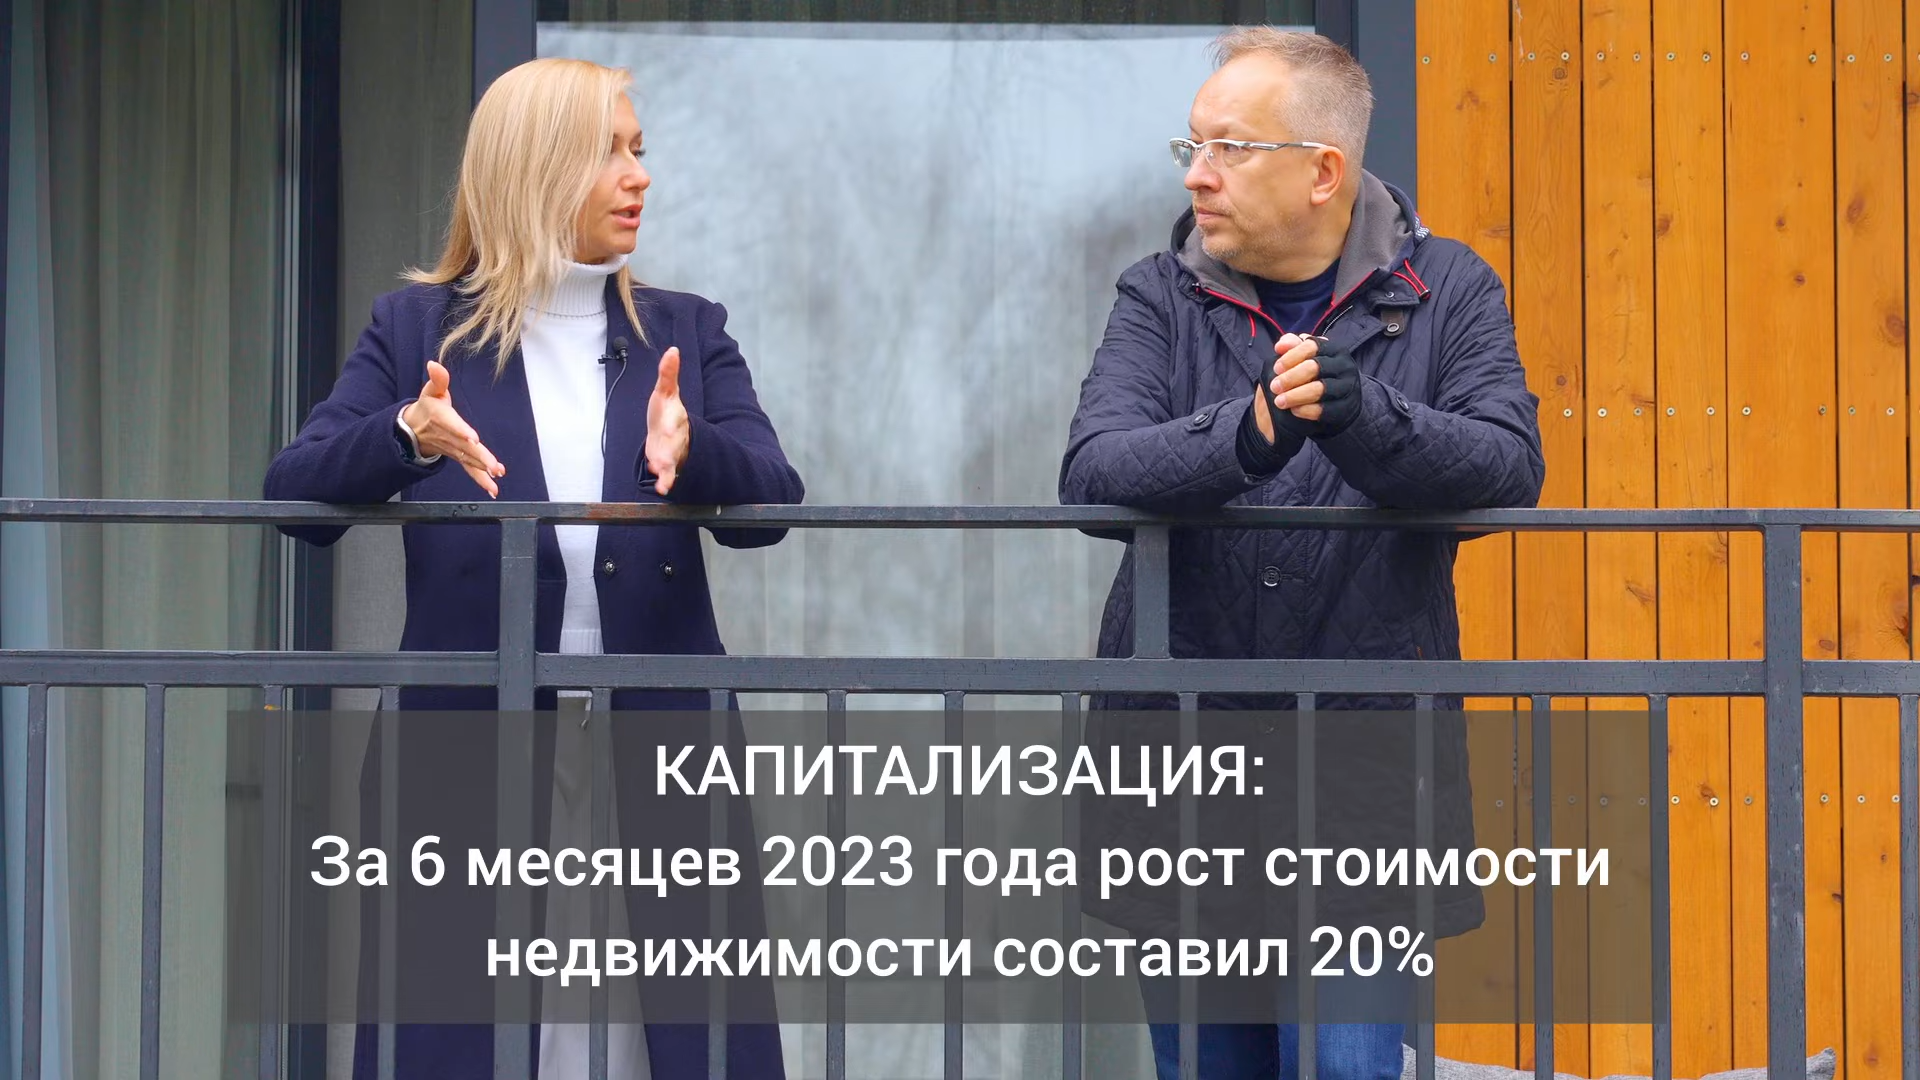 КАПИТАЛИЗАЦИЯ:
За 6 месяцев 2023 года рост стоимости
недвижимости составил 20%